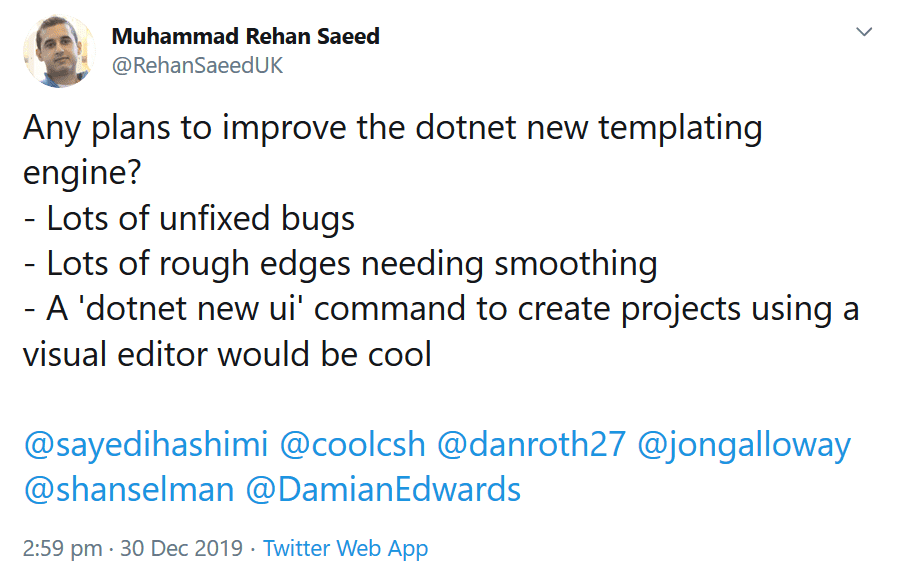 Muhammad Rehan Saeed
@RehanSaeedUK
Any plans to improve the dotnet new templating
engine?
- Lots of unfixed bugs
- Lots of rough edges needing smoothing
- A 'dotnet new ui' command to create projects using a
visual editor would be cool
@sayedihashimi @coolcsh @danroth27 @jongalloway
@shanselman @DamianEdwards
2:59 pm · 30 Dec 2019 · Twitter Web App